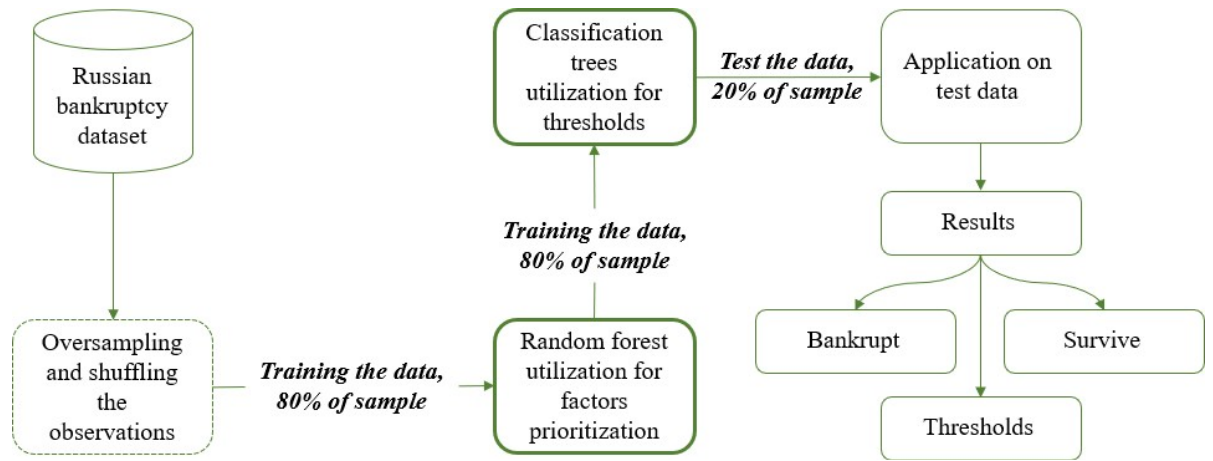 Russian
bankruptcy
dataset
Oversampling
and shuffling
the
observations
Training the data,
80% of sample
Random forest
utilization for
factors
prioritization
Training the data,
80% of sample
Classification
trees
utilization for
thresholds
Test the data,
20% of sample
Application on
test data
Results
Bankrupt
Survive
Thresholds